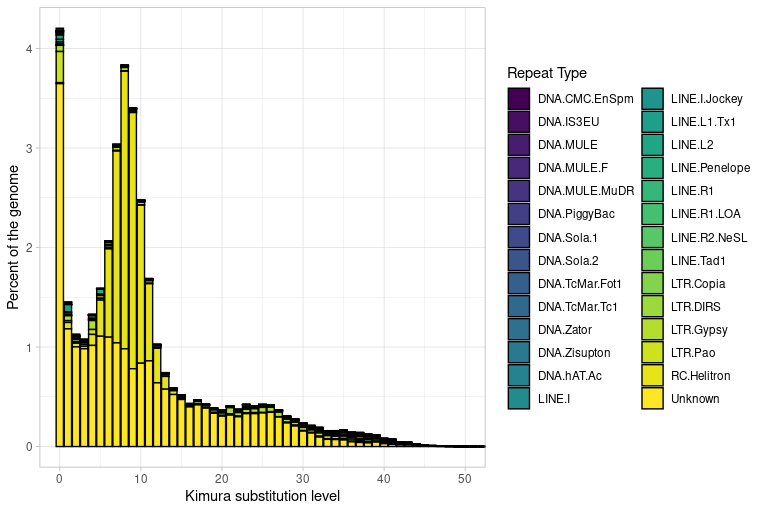 Repeat Type
DNA.CMC.EnSpm
DNA.IS3EU
DNA.MULE
DNA.MULE.F
DNA.MULE.MuDR
DNA.PiggyBac
DNA.Sola.1
DNA.Sola.2
DNA.TcMar.Fot1
DNA.TcMar.Tc1
DNA.Zator
DNA.Zisupton
DNA.hAT.Ac
LINE.I
LINE.I.Jockey
LINE.L1.Tx1
LINE.L2
LINE.Penelope
LINE.R1
LINE.R1.LOA
LINE.R2.NeSL
LINE.Tad1
LTR.Copia
LTR.DIRS
LTR.Gypsy
LTR.Pao
RC.Helitron
Unknown
Percent of the genome
4
3
2
1
0
0 10 20 30 40 50
Kimura substitution level